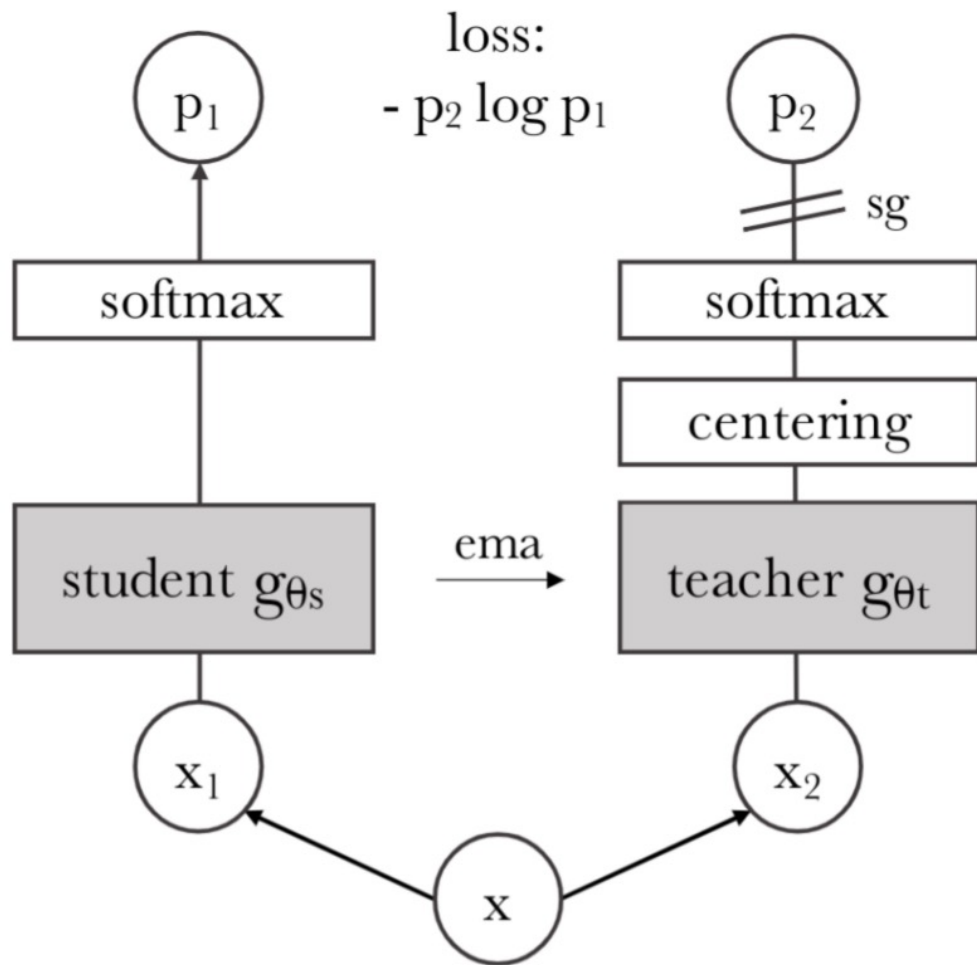 loss:
p₁ - p₂ log p₁ p₂
sg
softmax softmax
centering
ema
student gθs teacher gθt
x₁ x₂
x